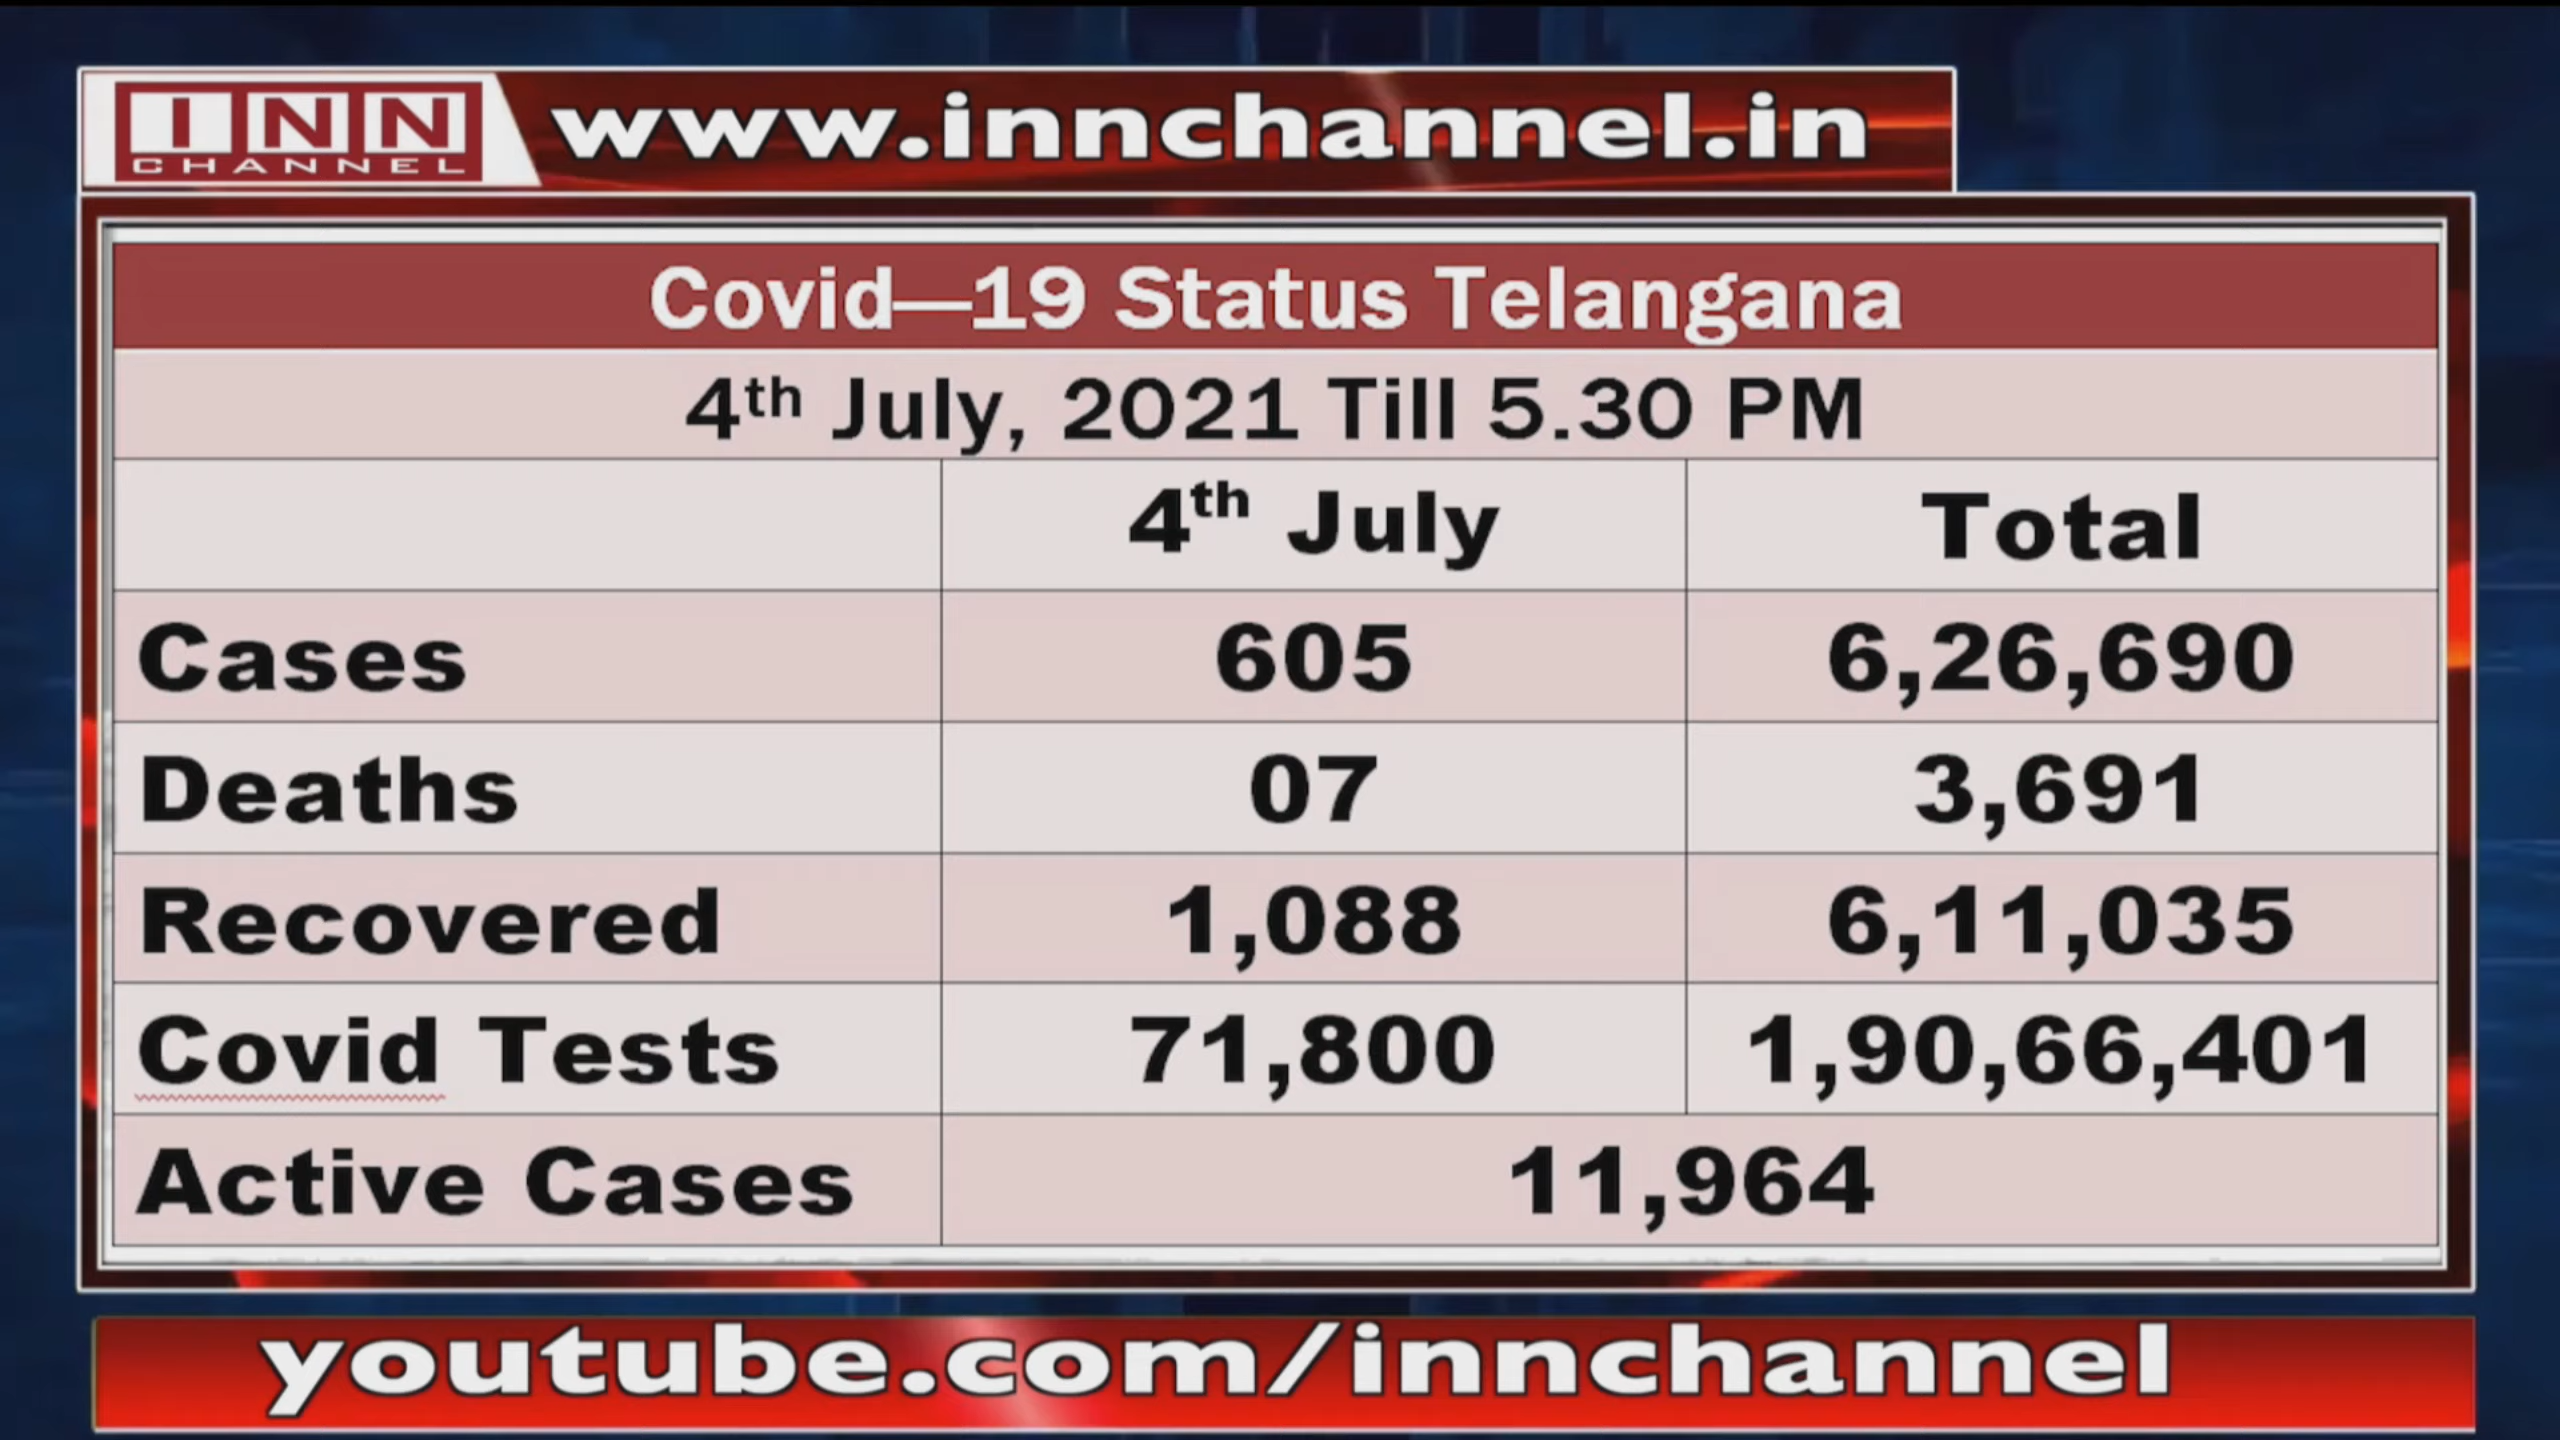 INN
CHANNEL
www.innchannel.in
Covid—19 Status Telangana
4th July, 2021 Till 5.30 PM
4th July Total
Cases 605 6,26,690
Deaths 07 3,691
Recovered 1,088 6,11,035
Covid Tests 71,800 1,90,66,401
Active Cases 11,964
youtube.com/innchannel